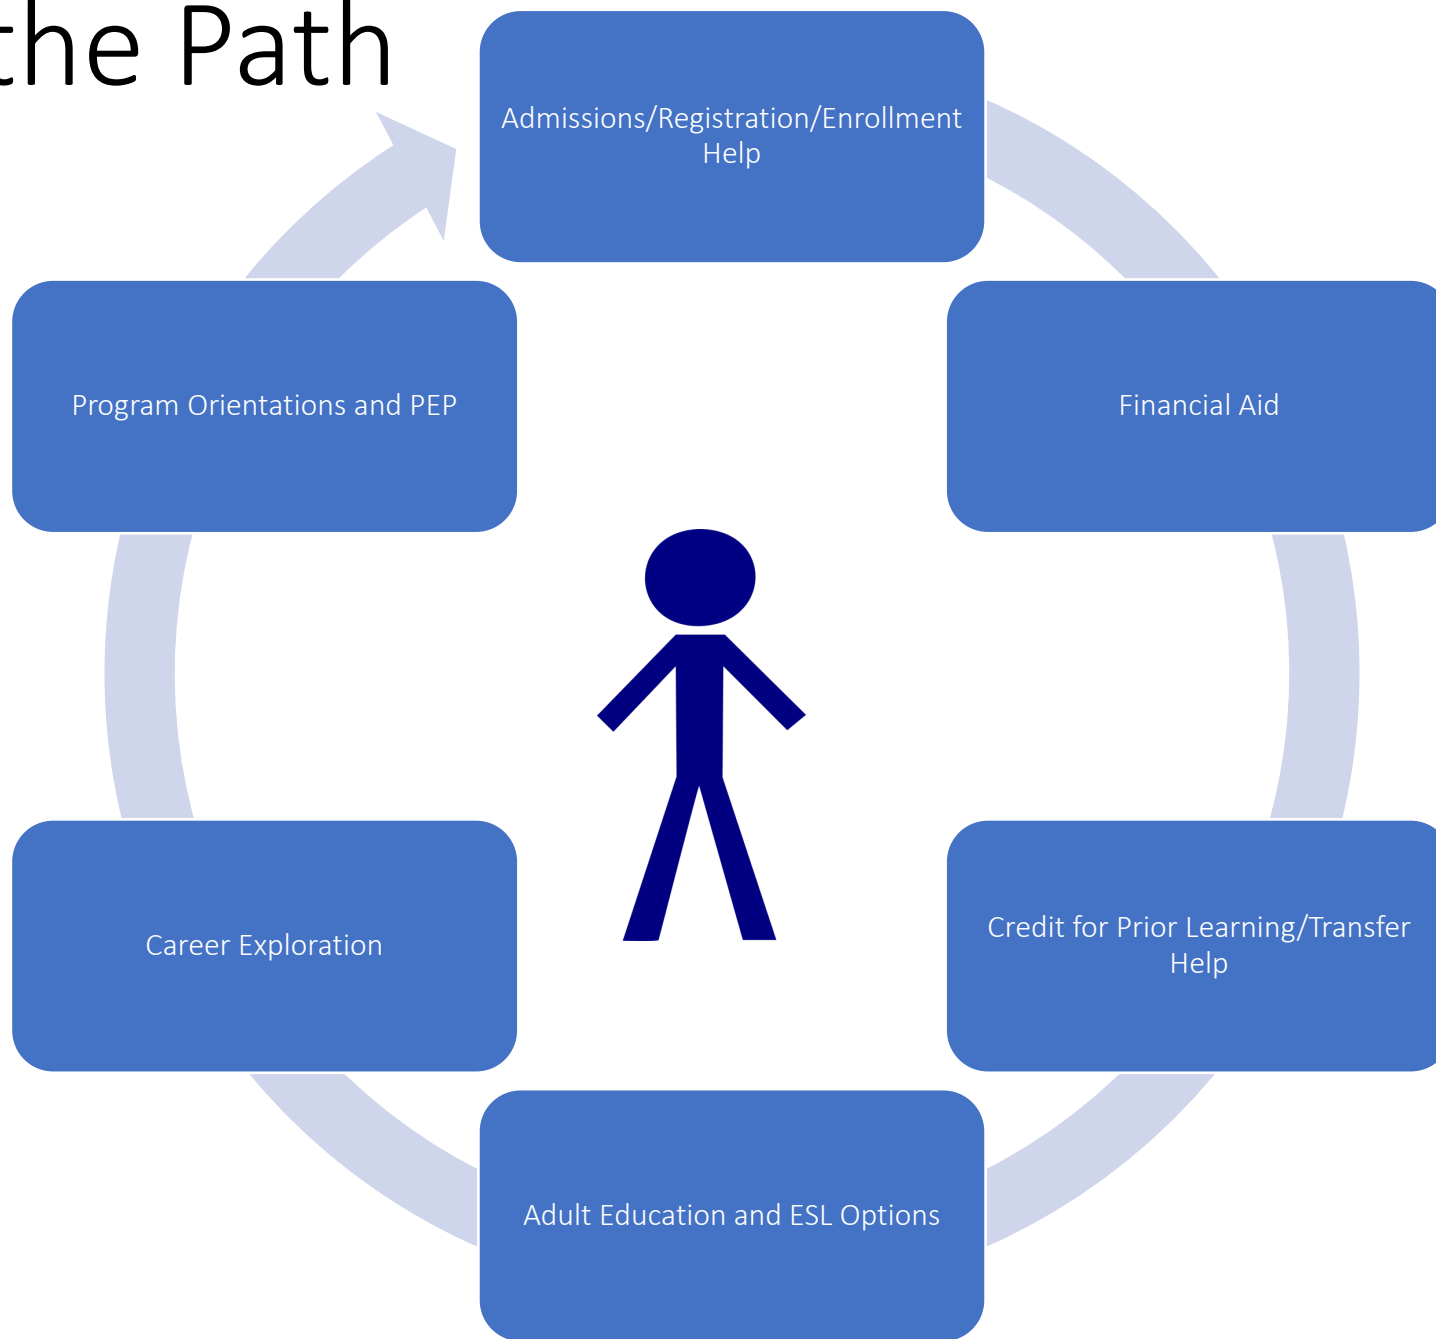 the Path
Admissions/Registration/Enrollment
Help
Financial Aid
Credit for Prior Learning/Transfer
Help
Adult Education and ESL Options
Career Exploration
Program Orientations and PEP